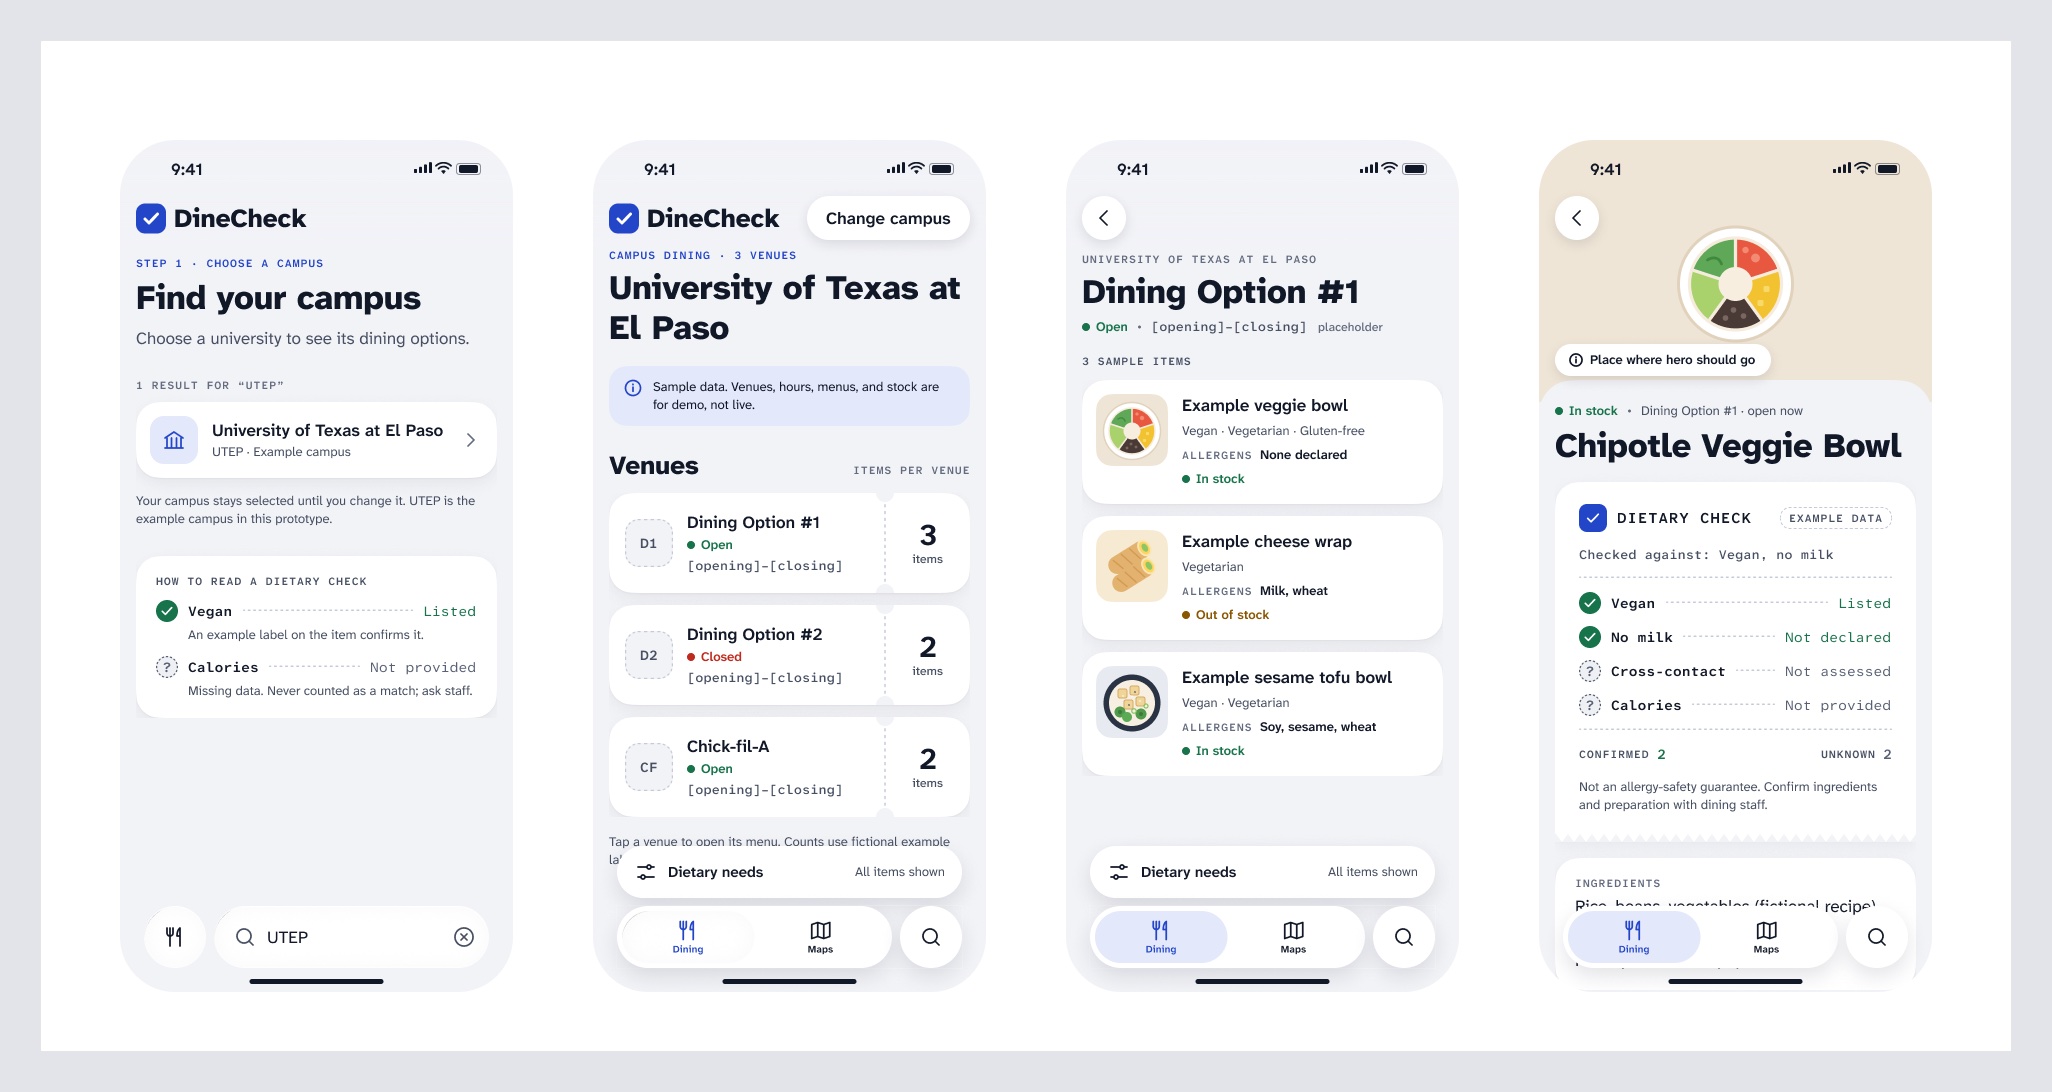 9:41
DineCheck
STEP 1 · CHOOSE A CAMPUS
Find your campus
Choose a university to see its dining options.
1 RESULT FOR “UTEP”
University of Texas at El Paso
UTEP · Example campus
Your campus stays selected until you change it. UTEP is the
example campus in this prototype.
HOW TO READ A DIETARY CHECK
Vegan Listed
An example label on the item confirms it.
? Calories Not provided
Missing data. Never counted as a match; ask staff.
UTEP
9:41
DineCheck
Change campus
CAMPUS DINING · 3 VENUES
University of Texas at
El Paso
Sample data. Venues, hours, menus, and stock are
for demo, not live.
Venues
ITEMS PER VENUE
D1
Dining Option #1
Open
[opening]–[closing]
3
items
D2
Dining Option #2
Closed
[opening]–[closing]
2
items
CF
Chick-fil-A
Open
[opening]–[closing]
2
items
Tap a venue to open its menu. Counts use fictional example
Dietary needs
All items shown
Dining
Maps
9:41
UNIVERSITY OF TEXAS AT EL PASO
Dining Option #1
Open • [opening]–[closing] placeholder
3 SAMPLE ITEMS
Example veggie bowl
Vegan · Vegetarian · Gluten-free
ALLERGENS None declared
In stock
Example cheese wrap
Vegetarian
ALLERGENS Milk, wheat
Out of stock
Example sesame tofu bowl
Vegan · Vegetarian
ALLERGENS Soy, sesame, wheat
In stock
Dietary needs
All items shown
Dining
Maps
9:41
Place where hero should go
In stock • Dining Option #1 · open now
Chipotle Veggie Bowl
DIETARY CHECK
EXAMPLE DATA
Checked against: Vegan, no milk
Vegan Listed
No milk Not declared
? Cross-contact Not assessed
? Calories Not provided
CONFIRMED 2
UNKNOWN 2
Not an allergy-safety guarantee. Confirm ingredients
and preparation with dining staff.
INGREDIENTS
Rice, beans, vegetables (fictional recipe)
Dining
Maps